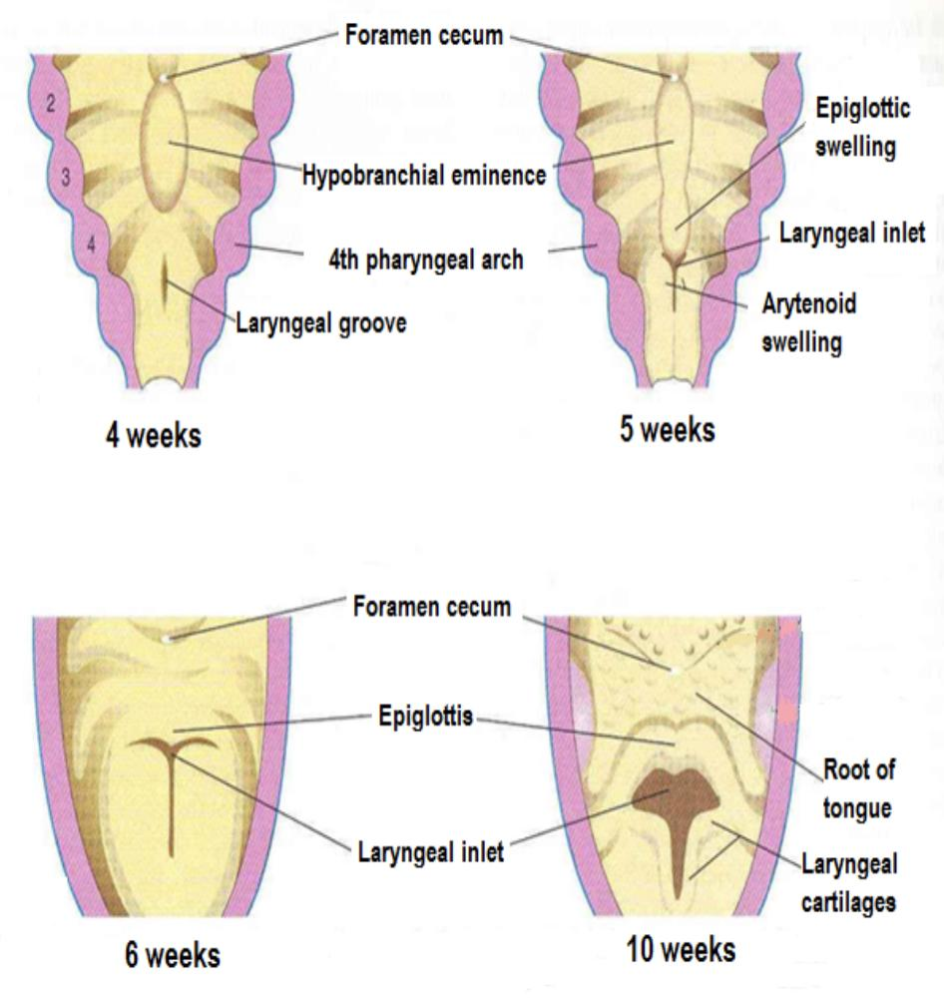 Foramen cecum
2
Epiglottic
swelling
3
Hypobranchial eminence
4
Laryngeal inlet
4th pharyngeal arch
Arytenoid
swelling
Laryngeal groove
4 weeks
5 weeks
Foramen cecum
Epiglottis
Root of
tongue
Laryngeal inlet
Laryngeal
cartilages
6 weeks
10 weeks